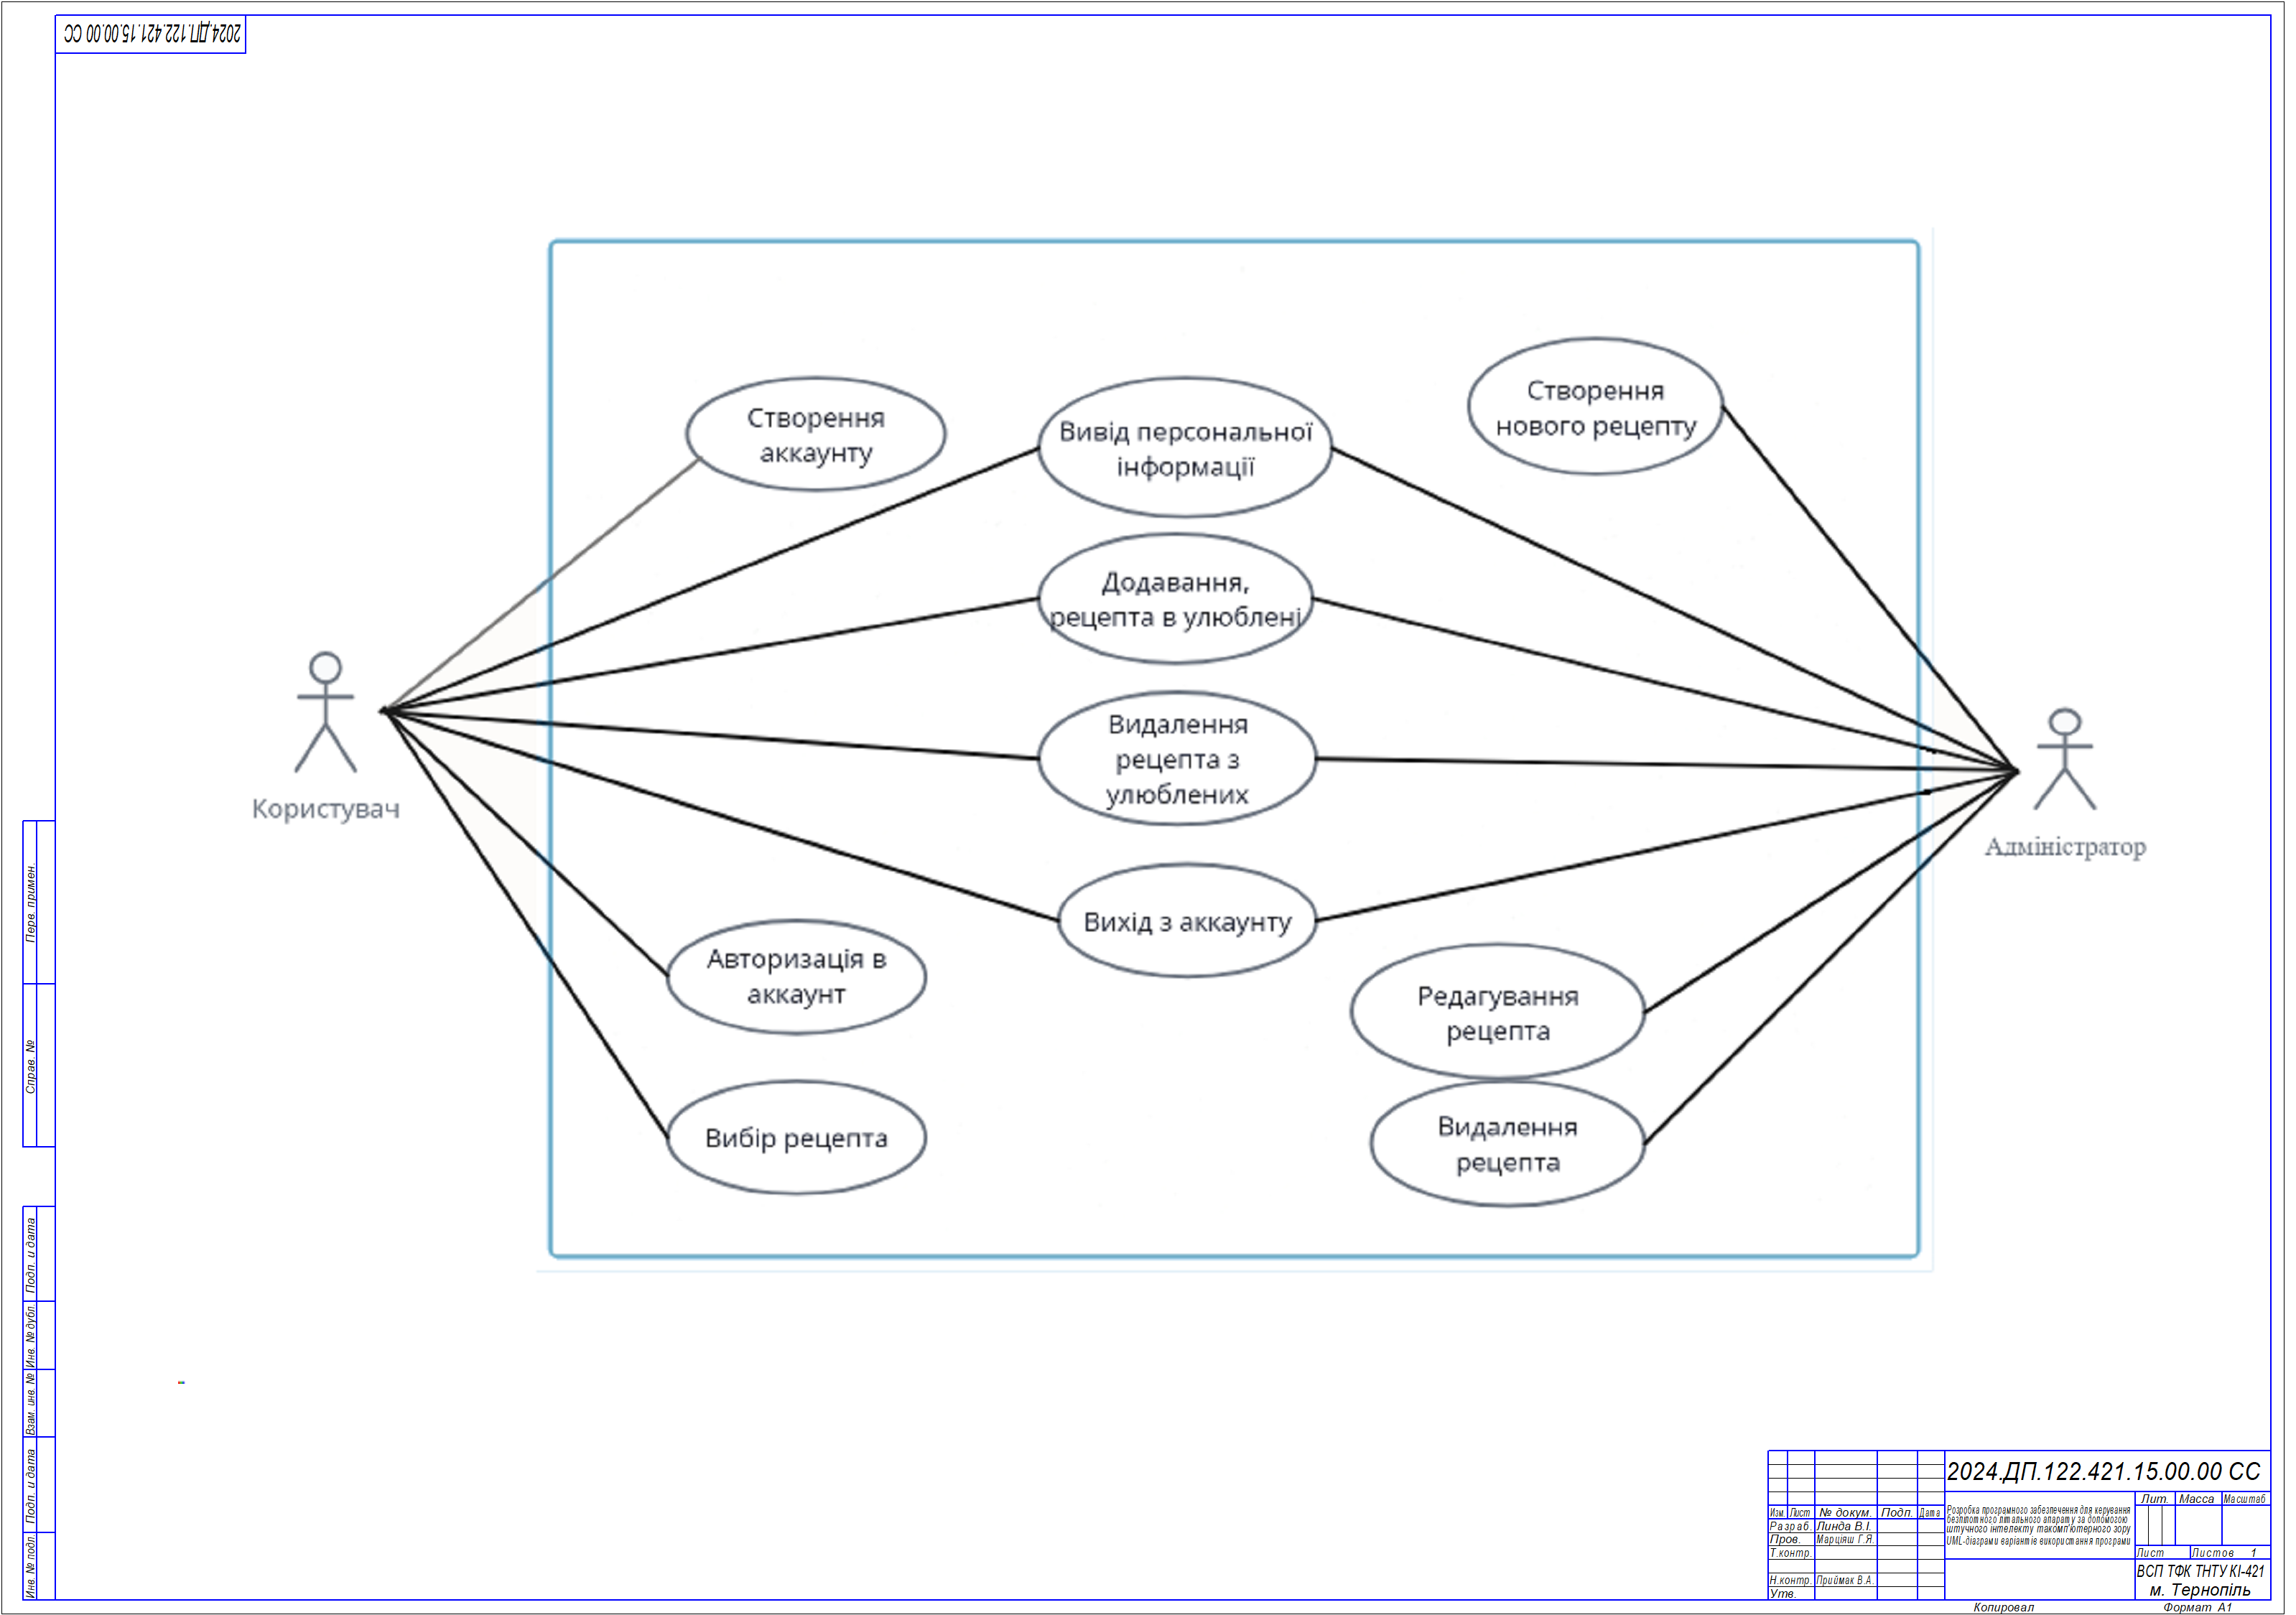 2024.ДП.122.421.15.00.00 СС
Створення
аккаунту
Вивід персональної
інформації
Створення
нового рецепту
Додавання,
рецепта в улюблені
Видалення
рецепта з
улюблених
Користувач
Адміністратор
Вихід з аккаунту
Авторизація в
аккаунт
Редагування
рецепта
Вибір рецепта
Видалення
рецепта
Перв. примен.
Справ. №
Подп. и дата
Инв. № дубл.
Взам. инв. №
Подп. и дата
Инв. № подл.
2024.ДП.122.421.15.00.00 СС
Изм. Лист № докум. Подп. Дата
Разраб. Линда В.І.
Пров. Марціяш Г.Я.
Т.контр.
Н.контр. Приймак В.А.
Утв.
Розробка програмного забезпечення для керування
безпілотного літального апарату за допомогою
штучного інтелекту такомп'ютерного зору
UML-діаграми варіантів використання програми
Лит. Масса Масштаб
Лист Листов 1
ВСП ТФК ТНТУ КІ-421
м. Тернопіль
Копировал Формат А1